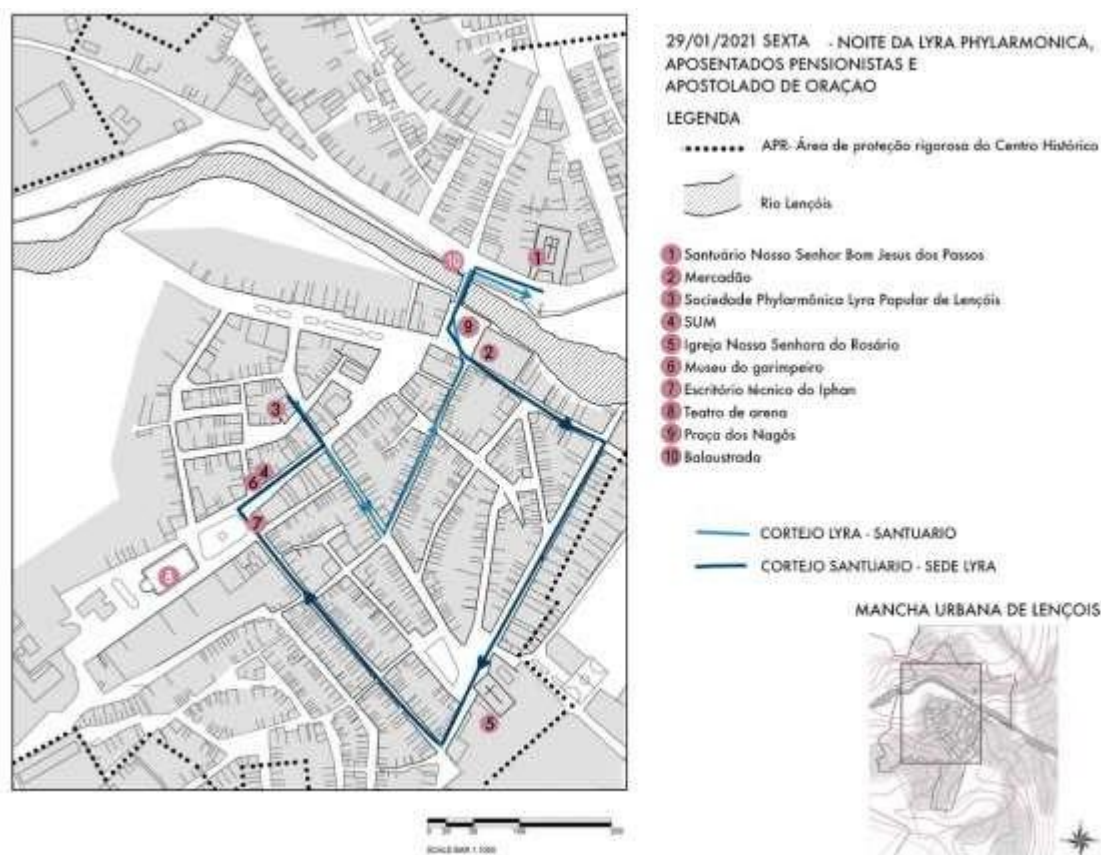 29/01/2021 SEXTA - NOITE DA LYRA PHYLARMONICA,
APOSENTADOS PENSIONISTAS E
APOSTOLADO DE ORAÇAO
LEGENDA
APR- Área de proteção rigorosa do Centro Histórico
Rio Lençóis
1 Santuário Nosso Senhor Bom Jesus dos Passos
2 Mercadão
3 Sociedade Phylarmônica Lyra Popular de Lençóis
4 SUM
5 Igreja Nossa Senhora do Rosário
6 Museu do garimpeiro
7 Escritório técnico do Iphan
8 Teatro de arena
9 Praça dos Nagôs
10 Balaustrada
CORTEJO LYRA - SANTUARIO
CORTEJO SANTUARIO - SEDE LYRA
MANCHA URBANA DE LENÇOIS
10
1
9
2
3
4
6
7
8
5
SCALE BAR 1: